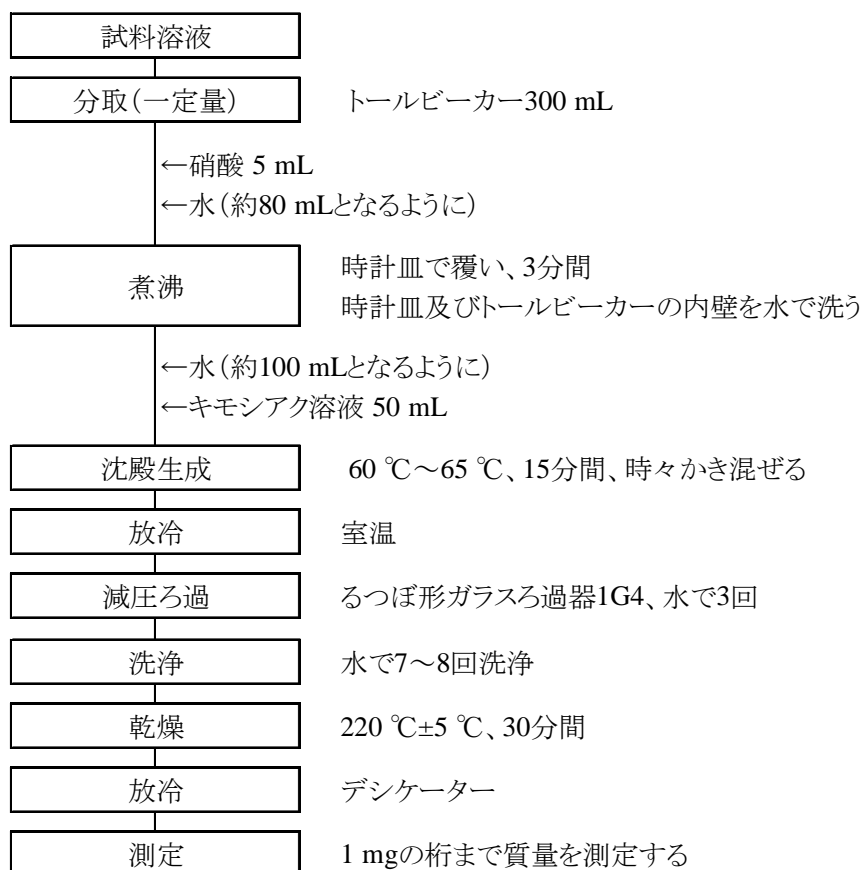 試料溶液
分取(一定量) トールビーカー300 mL
←硝酸 5 mL
←水(約80 mLとなるように)
煮沸
時計皿で覆い、3分間
時計皿及びトールビーカーの内壁を水で洗う
←水(約100 mLとなるように)
←キモシアク溶液 50 mL
沈殿生成 60 ℃~65 ℃、15分間、時々かき混ぜる
放冷 室温
減圧ろ過 るつぼ形ガラスろ過器1G4、水で3回
洗浄 水で7~8回洗浄
乾燥 220 ℃±5 ℃、30分間
放冷 デシケーター
測定 1 mgの桁まで質量を測定する